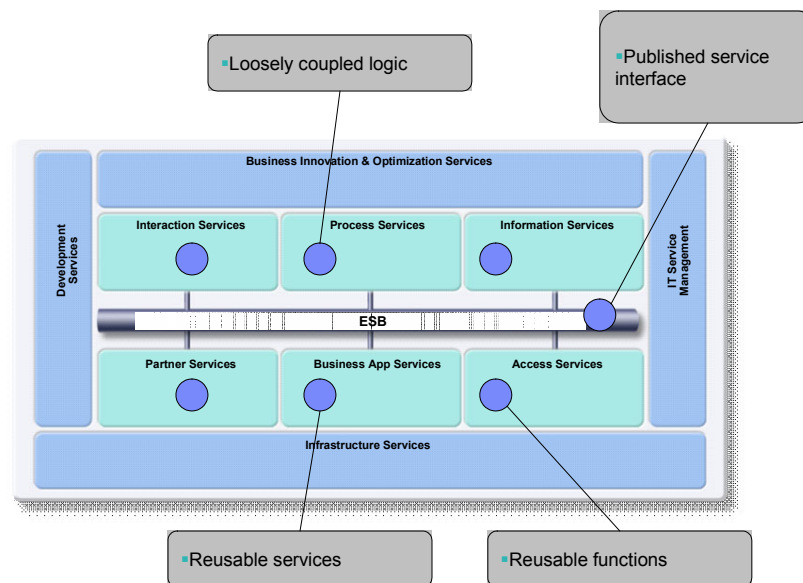 ▪Loosely coupled logic
▪Published service
interface
Business Innovation & Optimization Services
Development
Services
Interaction Services
Process Services
Information Services
IT Service
Management
ESB
Partner Services
Business App Services
Access Services
Infrastructure Services
▪Reusable services
▪Reusable functions